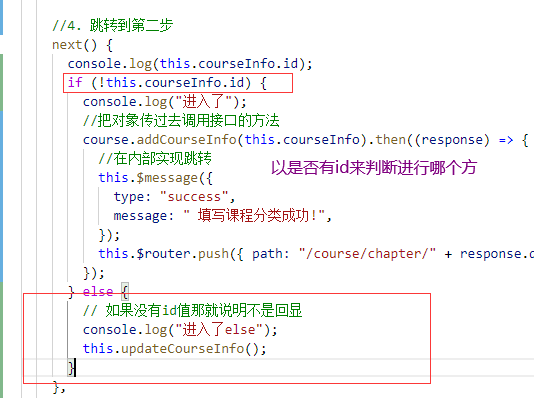 //4. 跳转到第二步
next() {
console.log(this.courseInfo.id);
if (!this.courseInfo.id) {
console.log("进入了");
//把对象传过去调用接口的方法
course.addCourseInfo(this.courseInfo).then((response) => {
//在内部实现跳转
以是否有id来判断进行哪个方
this.$message({
type: "success",
message: " 填写课程分类成功!",
});
this.$router.push({ path: "/course/chapter/" + response.d
});
} else {
// 如果没有id值那就说明不是回显
console.log("进入了else");
this.updateCourseInfo();
}
},